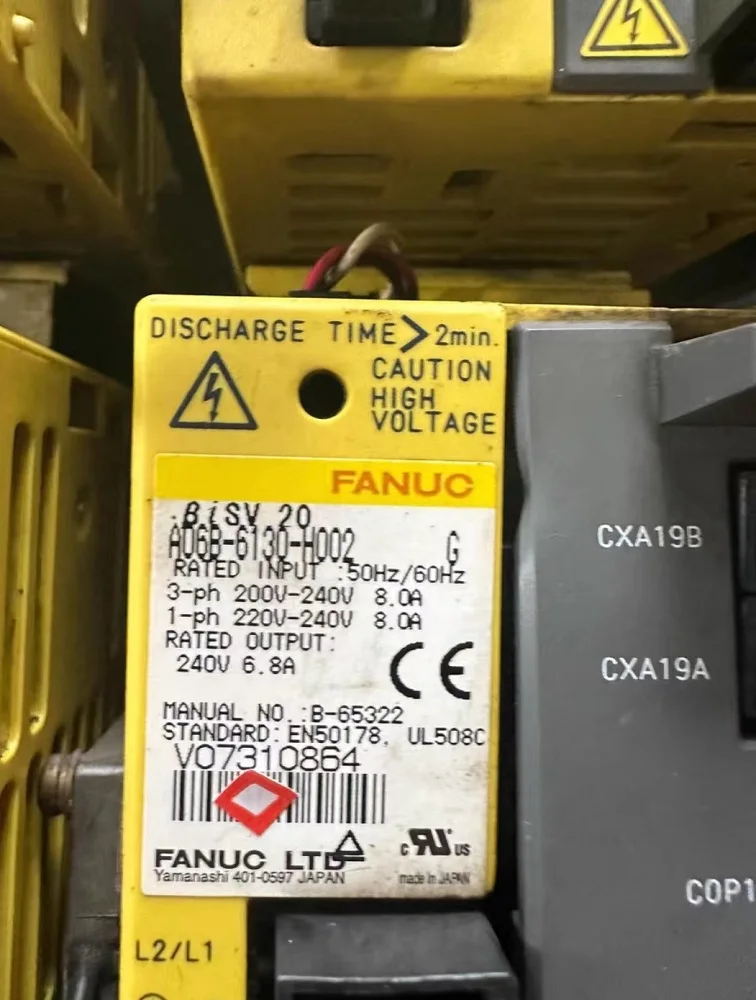 DISCHARGE TIME > 2min.
CAUTION
HIGH
VOLTAGE
FANUC
βiSV 20
A06B-6130-H002 G
RATED INPUT :50Hz/60Hz
3-ph 200V-240V 8.0A
1-ph 220V-240V 8.0A
RATED OUTPUT:
240V 6.8A
CE
MANUAL NO.:B-65322
STANDARD:EN50178, UL508C
V07310864
FANUC LTD
Yamanashi 401-0597 JAPAN
c RU us
made in JAPAN
L2/L1
CXA19B
CXA19A
COP1